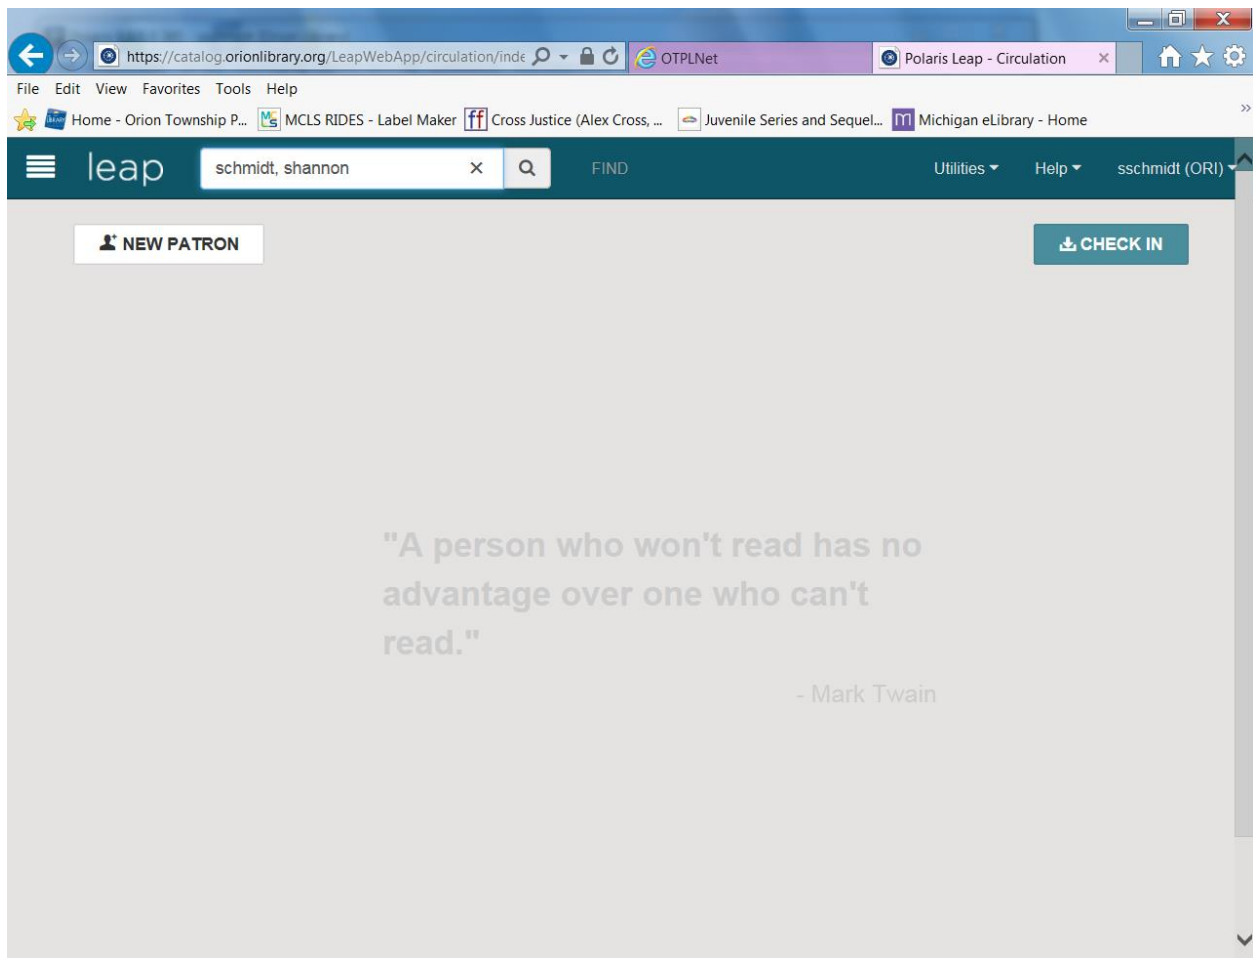 https://catalog.orionlibrary.org/LeapWebApp/circulation/inde
OTPLNet
Polaris Leap - Circulation
File Edit View Favorites Tools Help
Home - Orion Township P... MCLS RIDES - Label Maker Cross Justice (Alex Cross, ... Juvenile Series and Sequel... Michigan eLibrary - Home
leap schmidt, shannon FIND Utilities Help sschmidt (ORI)
NEW PATRON CHECK IN
"A person who won't read has no
advantage over one who can't
read."
- Mark Twain